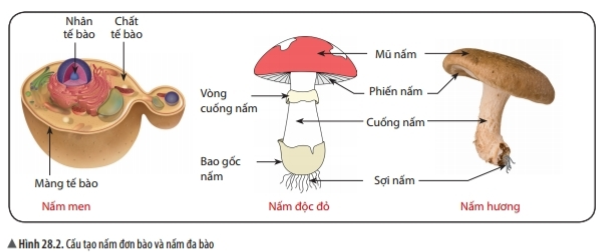 Nhân
tế bào
Chất
tế bào
Màng tế bào
Nấm men
Vòng
cuống nấm
Bao gốc
nấm
Mũ nấm
Phiến nấm
Cuống nấm
Sợi nấm
Nấm độc đỏ
Nấm hương
▲ Hình 28.2. Cấu tạo nấm đơn bào và nấm đa bào